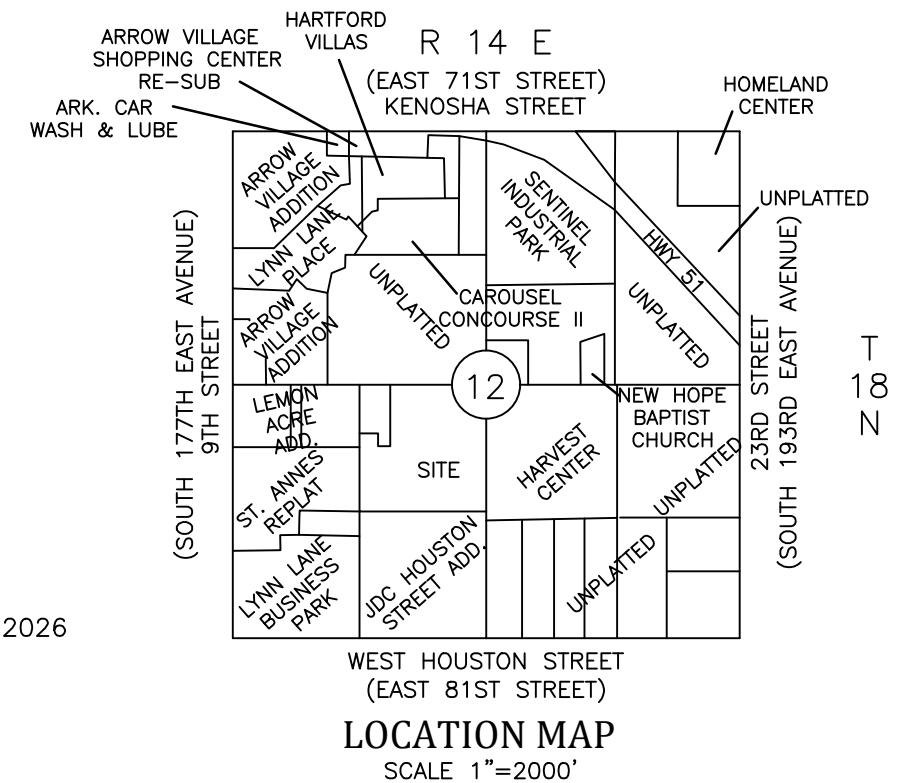 ARROW VILLAGE
SHOPPING CENTER
RE-SUB
HARTFORD
VILLAS
R 14 E
(EAST 71ST STREET)
KENOSHA STREET
HOMELAND
CENTER
ARK. CAR
WASH & LUBE
ARROW
VILLAGE
ADDITION
SENTINEL
INDUSTRIAL
PARK
UNPLATTED
HWY 51
LYNN LANE
PLACE
UNPLATTED
CAROUSEL
CONCOURSE II
UNPLATTED
ARROW
VILLAGE
ADDITION
(SOUTH 177TH EAST AVENUE)
9TH STREET
23RD STREET
(SOUTH 193RD EAST AVENUE)
T
18
N
12
LEMON
ACRE
ADD.
NEW HOPE
BAPTIST
CHURCH
SITE
HARVEST
CENTER
UNPLATTED
ST. ANNES
REPLAT
LYNN LANE
BUSINESS
PARK
JDC HOUSTON
STREET ADD.
UNPLATTED
2026
WEST HOUSTON STREET
(EAST 81ST STREET)
LOCATION MAP
SCALE 1"=2000'